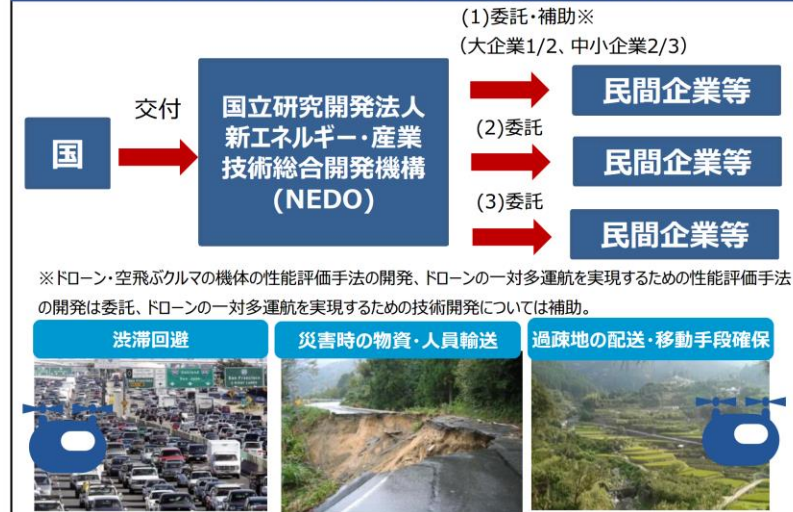 (1)委託・補助※
（大企業1/2、中小企業2/3）
交付
国
国立研究開発法人
新エネルギー・産業
技術総合開発機構
(NEDO)
民間企業等
(2)委託
民間企業等
(3)委託
民間企業等
※ドローン・空飛ぶクルマの機体の性能評価手法の開発、ドローンの一対多運航を実現するための性能評価手法
の開発は委託、ドローンの一対多運航を実現するための技術開発については補助。
渋滞回避
災害時の物資・人員輸送
過疎地の配送・移動手段確保